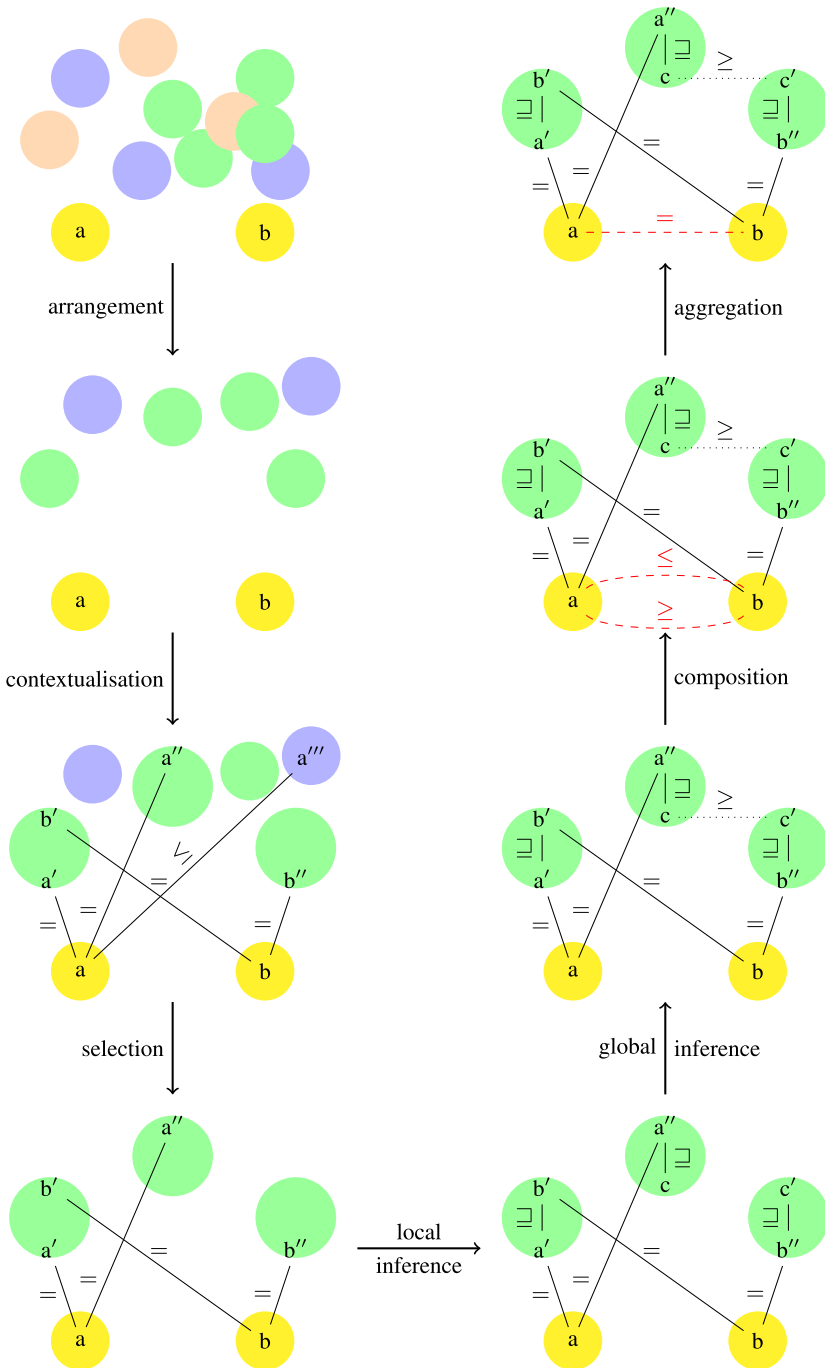 a b
arrangement
a b
contextualisation
a″ a‴
b′
≤
=
a′ b″
= = =
a b
selection
a″
b′
a′ b″
=
= = =
a b
local
inference
a″
⊒
b′ c c′
⊒ ⊒
a′ b″
=
= = =
a b
global inference
a″
⊒ ≥
b′ c c′
⊒ ⊒
a′ b″
=
= = =
a b
composition
a″
⊒ ≥
b′ c c′
⊒ ⊒
a′ b″
=
= = ≤ =
a b
≥
aggregation
a″
⊒ ≥
b′ c c′
⊒ ⊒
a′ b″
=
= = =
a = b